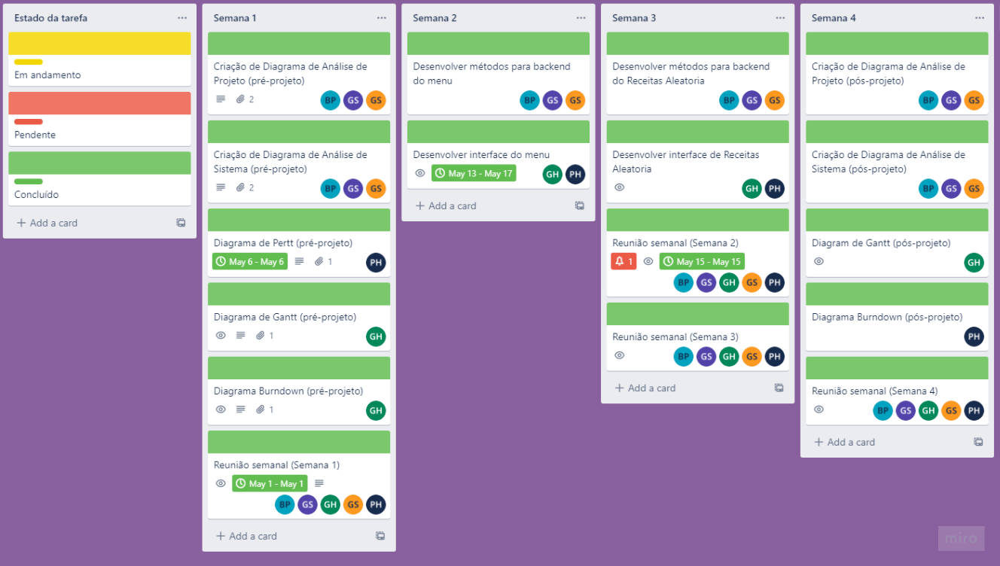 Estado da tarefa
Em andamento
Pendente
Concluído
+ Add a card
Semana 1
Criação de Diagrama de Análise de
Projeto (pré-projeto)
2
BP GS GS
Criação de Diagrama de Análise de
Sistema (pré-projeto)
2
BP GS GS
Diagrama de Pertt (pré-projeto)
May 6 - May 6
1
PH
Diagrama de Gantt (pré-projeto)
1
GH
Diagrama Burndown (pré-projeto)
1
GH
Reunião semanal (Semana 1)
May 1 - May 1
BP GS GH GS PH
+ Add a card
Semana 2
Desenvolver métodos para backend
do menu
BP GS GS
Desenvolver interface do menu
May 13 - May 17
GH PH
+ Add a card
Semana 3
Desenvolver métodos para backend
do Receitas Aleatoria
BP GS GS
Desenvolver interface de Receitas
Aleatoria
GH PH
Reunião semanal (Semana 2)
1
May 15 - May 15
BP GS GH GS PH
Reunião semanal (Semana 3)
BP GS GH GS PH
+ Add a card
Semana 4
Criação de Diagrama de Análise de
Projeto (pós-projeto)
BP GS GS
Criação de Diagrama de Análise de
Sistema (pós-projeto)
BP GS GS
Diagram de Gantt (pós-projeto)
GH
Diagrama Burndown (pós-projeto)
PH
Reunião semanal (Semana 4)
BP GS GH GS PH
+ Add a card
miro